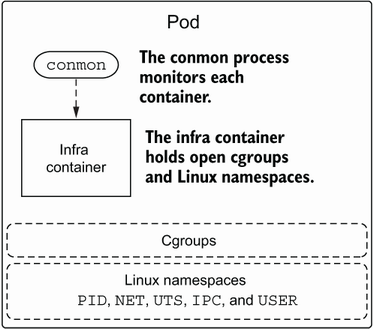 Pod
conmon
The conmon process
monitors each
container.
Infra
container
The infra container
holds open cgroups
and Linux namespaces.
Cgroups
Linux namespaces
PID, NET, UTS, IPC, and USER